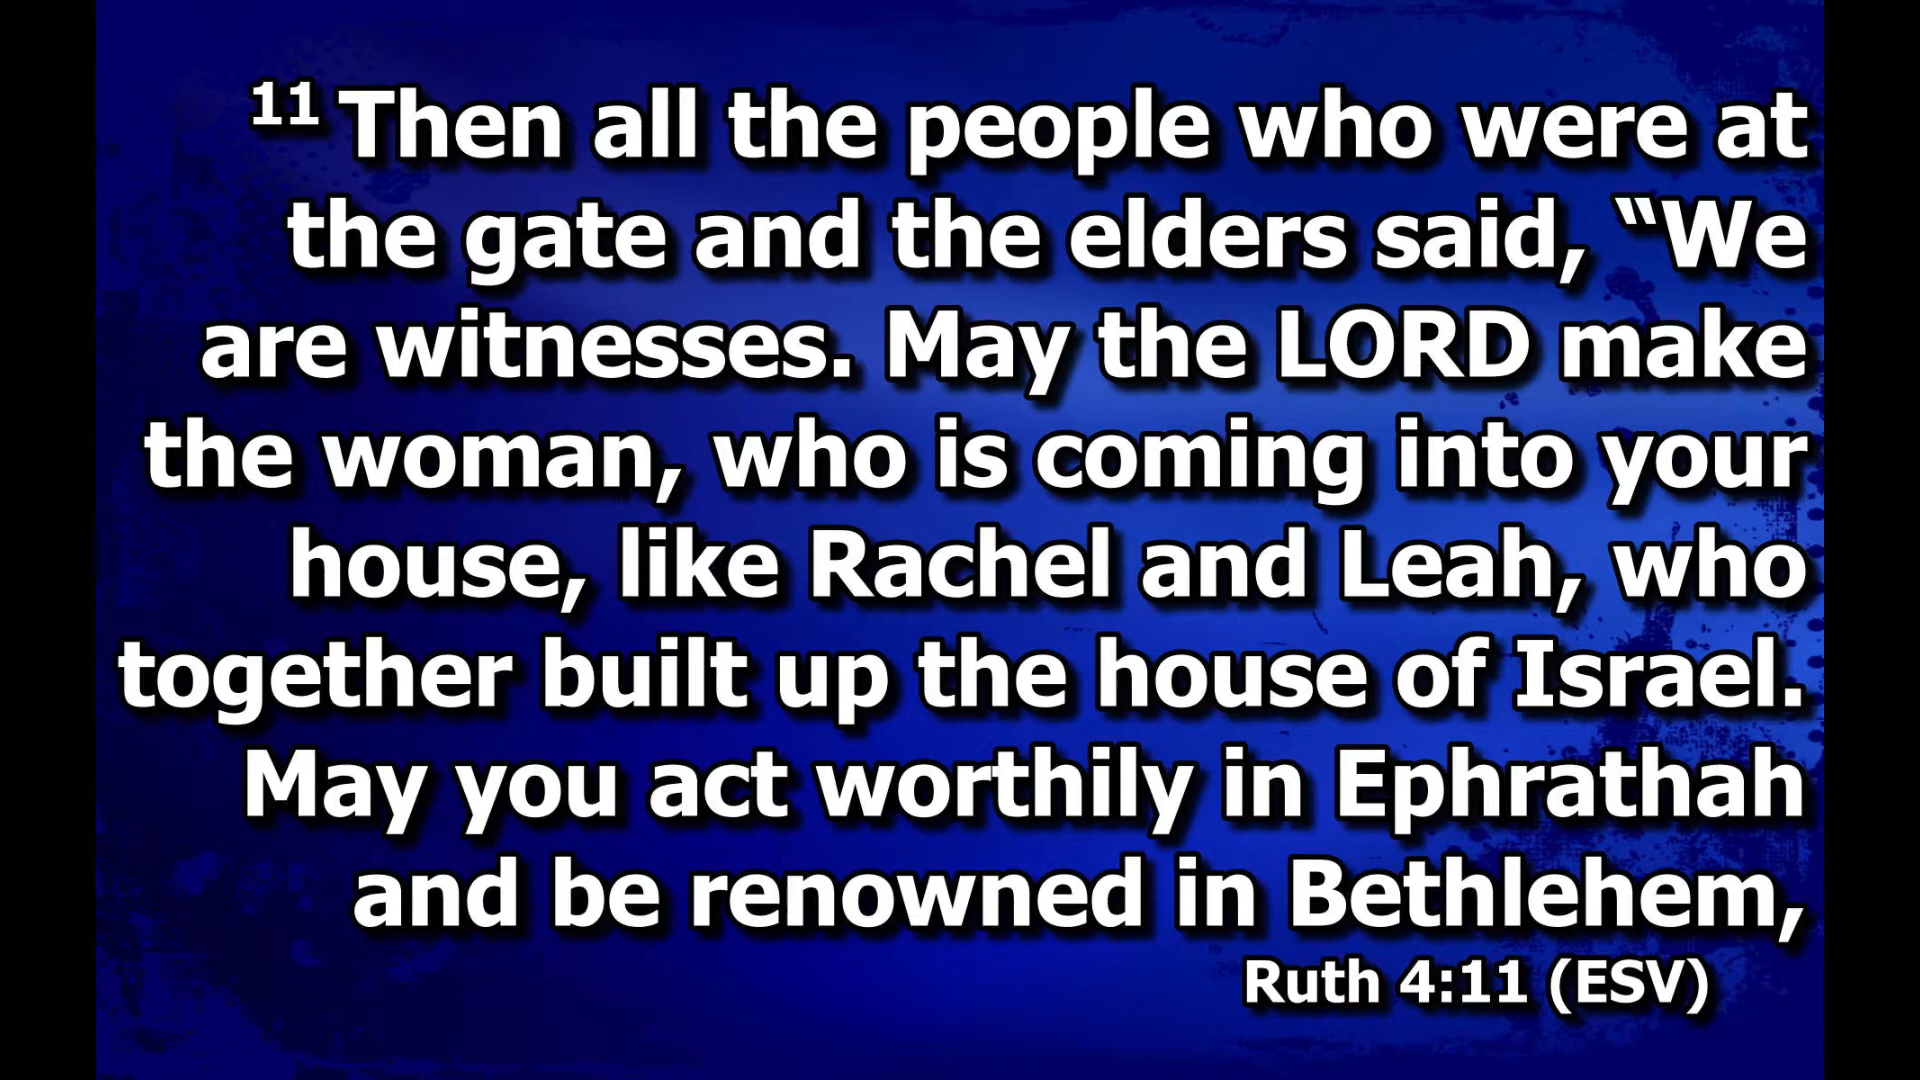 11 Then all the people who were at
the gate and the elders said, “We
are witnesses. May the LORD make
the woman, who is coming into your
house, like Rachel and Leah, who
together built up the house of Israel.
May you act worthily in Ephrathah
and be renowned in Bethlehem,
Ruth 4:11 (ESV)